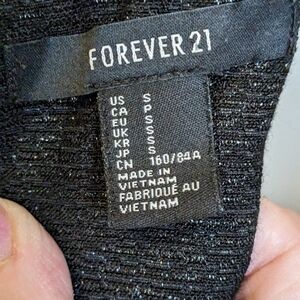 FOREVER 21
US S
CA P
EU S
UK S
KR S
JP S
CN 160/84A
MADE IN
VIETNAM
FABRIQUÉ AU
VIETNAM